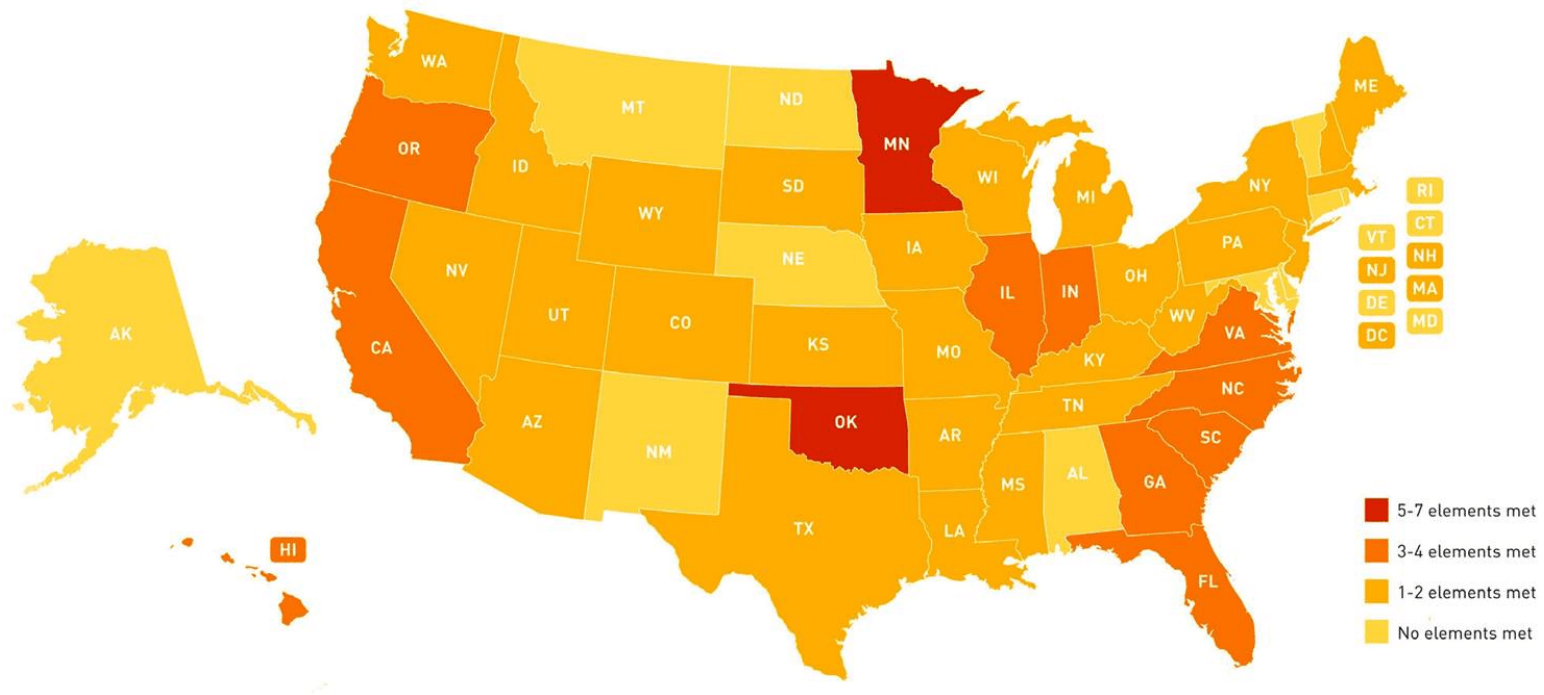 WA
ME
MT
ND
MN
OR
ID
SD
WI
MI
NY
WY
RI
CT
VT
NH
NJ
MA
DE
MD
DC
IA
PA
NE
NV
OH
UT
IL
IN
CO
WV
VA
AK
CA
KS
MO
KY
NC
TN
AZ
OK
AR
SC
NM
MS
AL
GA
TX
LA
HI
FL
5-7 elements met
3-4 elements met
1-2 elements met
No elements met